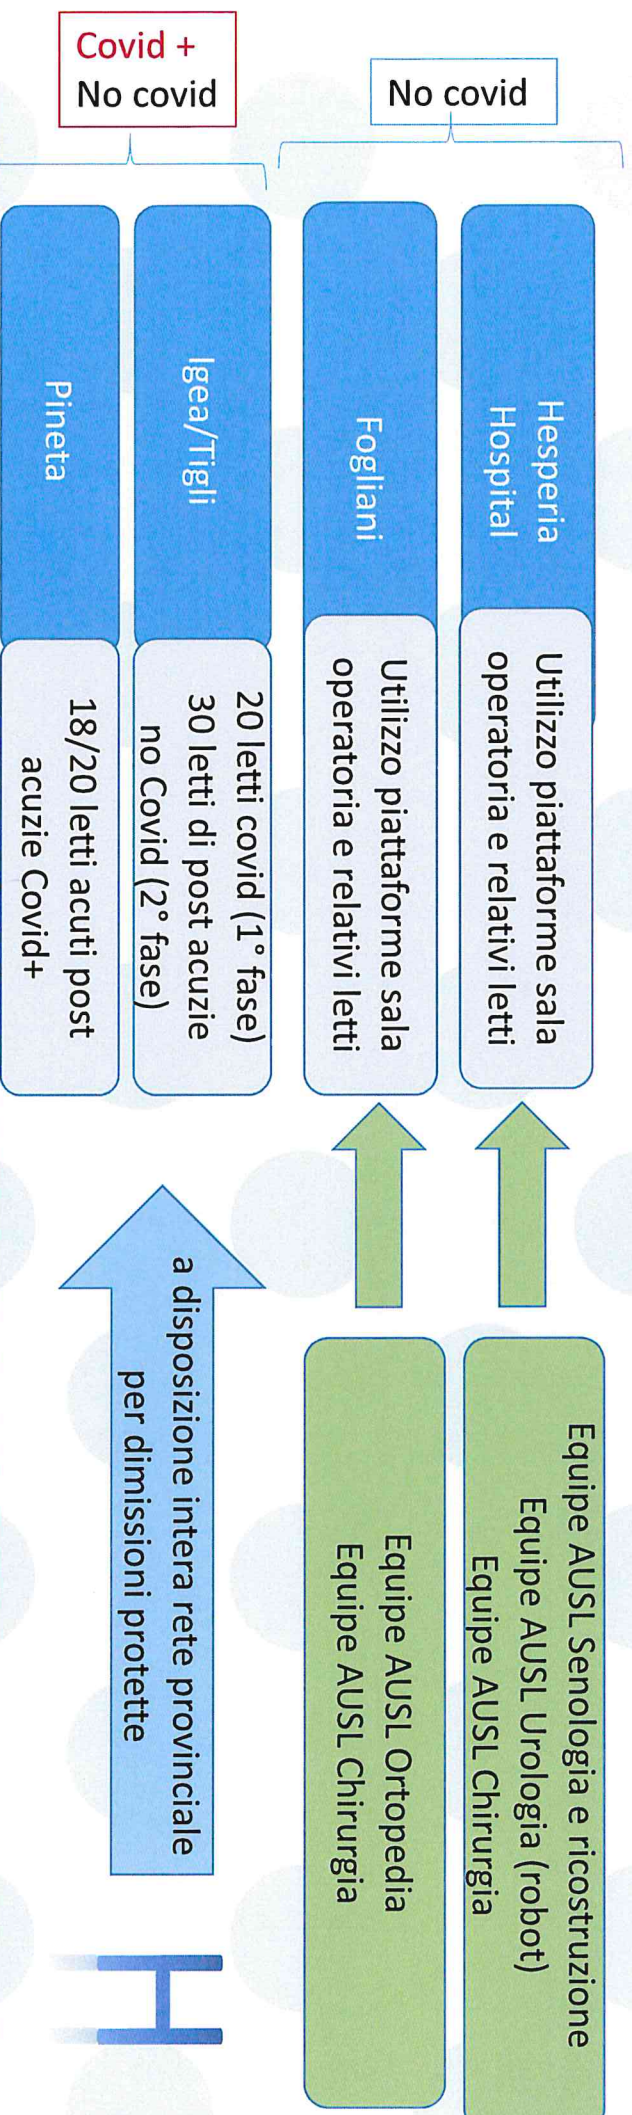 No covid
Hesperia
Hospital
Utilizzo piattaforme sala
operatoria e relativi letti
Equipe AUSL Senologia e ricostruzione
Equipe AUSL Urologia (robot)
Equipe AUSL Chirurgia
Fogliani
Utilizzo piattaforme sala
operatoria e relativi letti
Equipe AUSL Ortopedia
Equipe AUSL Chirurgia
Covid +
No covid
Igea/Tigli
20 letti covid (1° fase)
30 letti di post acuzie
no Covid (2° fase)
Pineta
18/20 letti acuti post
acuzie Covid+
a disposizione intera rete provinciale
per dimissioni protette
H